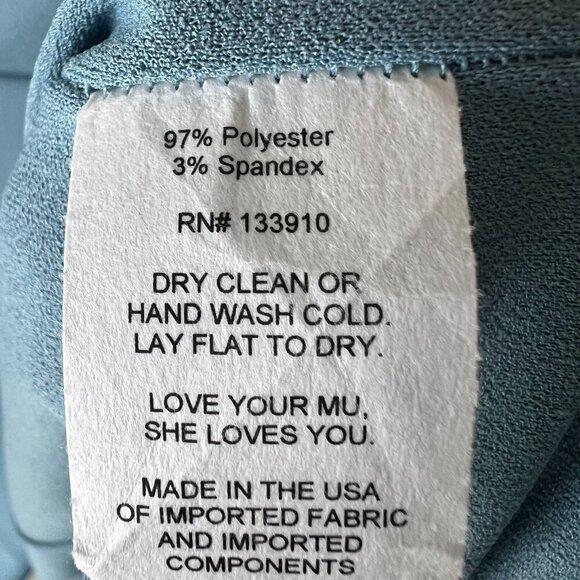 97% Polyester
3% Spandex
RN# 133910
DRY CLEAN OR
HAND WASH COLD.
LAY FLAT TO DRY.
LOVE YOUR MU,
SHE LOVES YOU.
MADE IN THE USA
OF IMPORTED FABRIC
AND IMPORTED
COMPONENTS